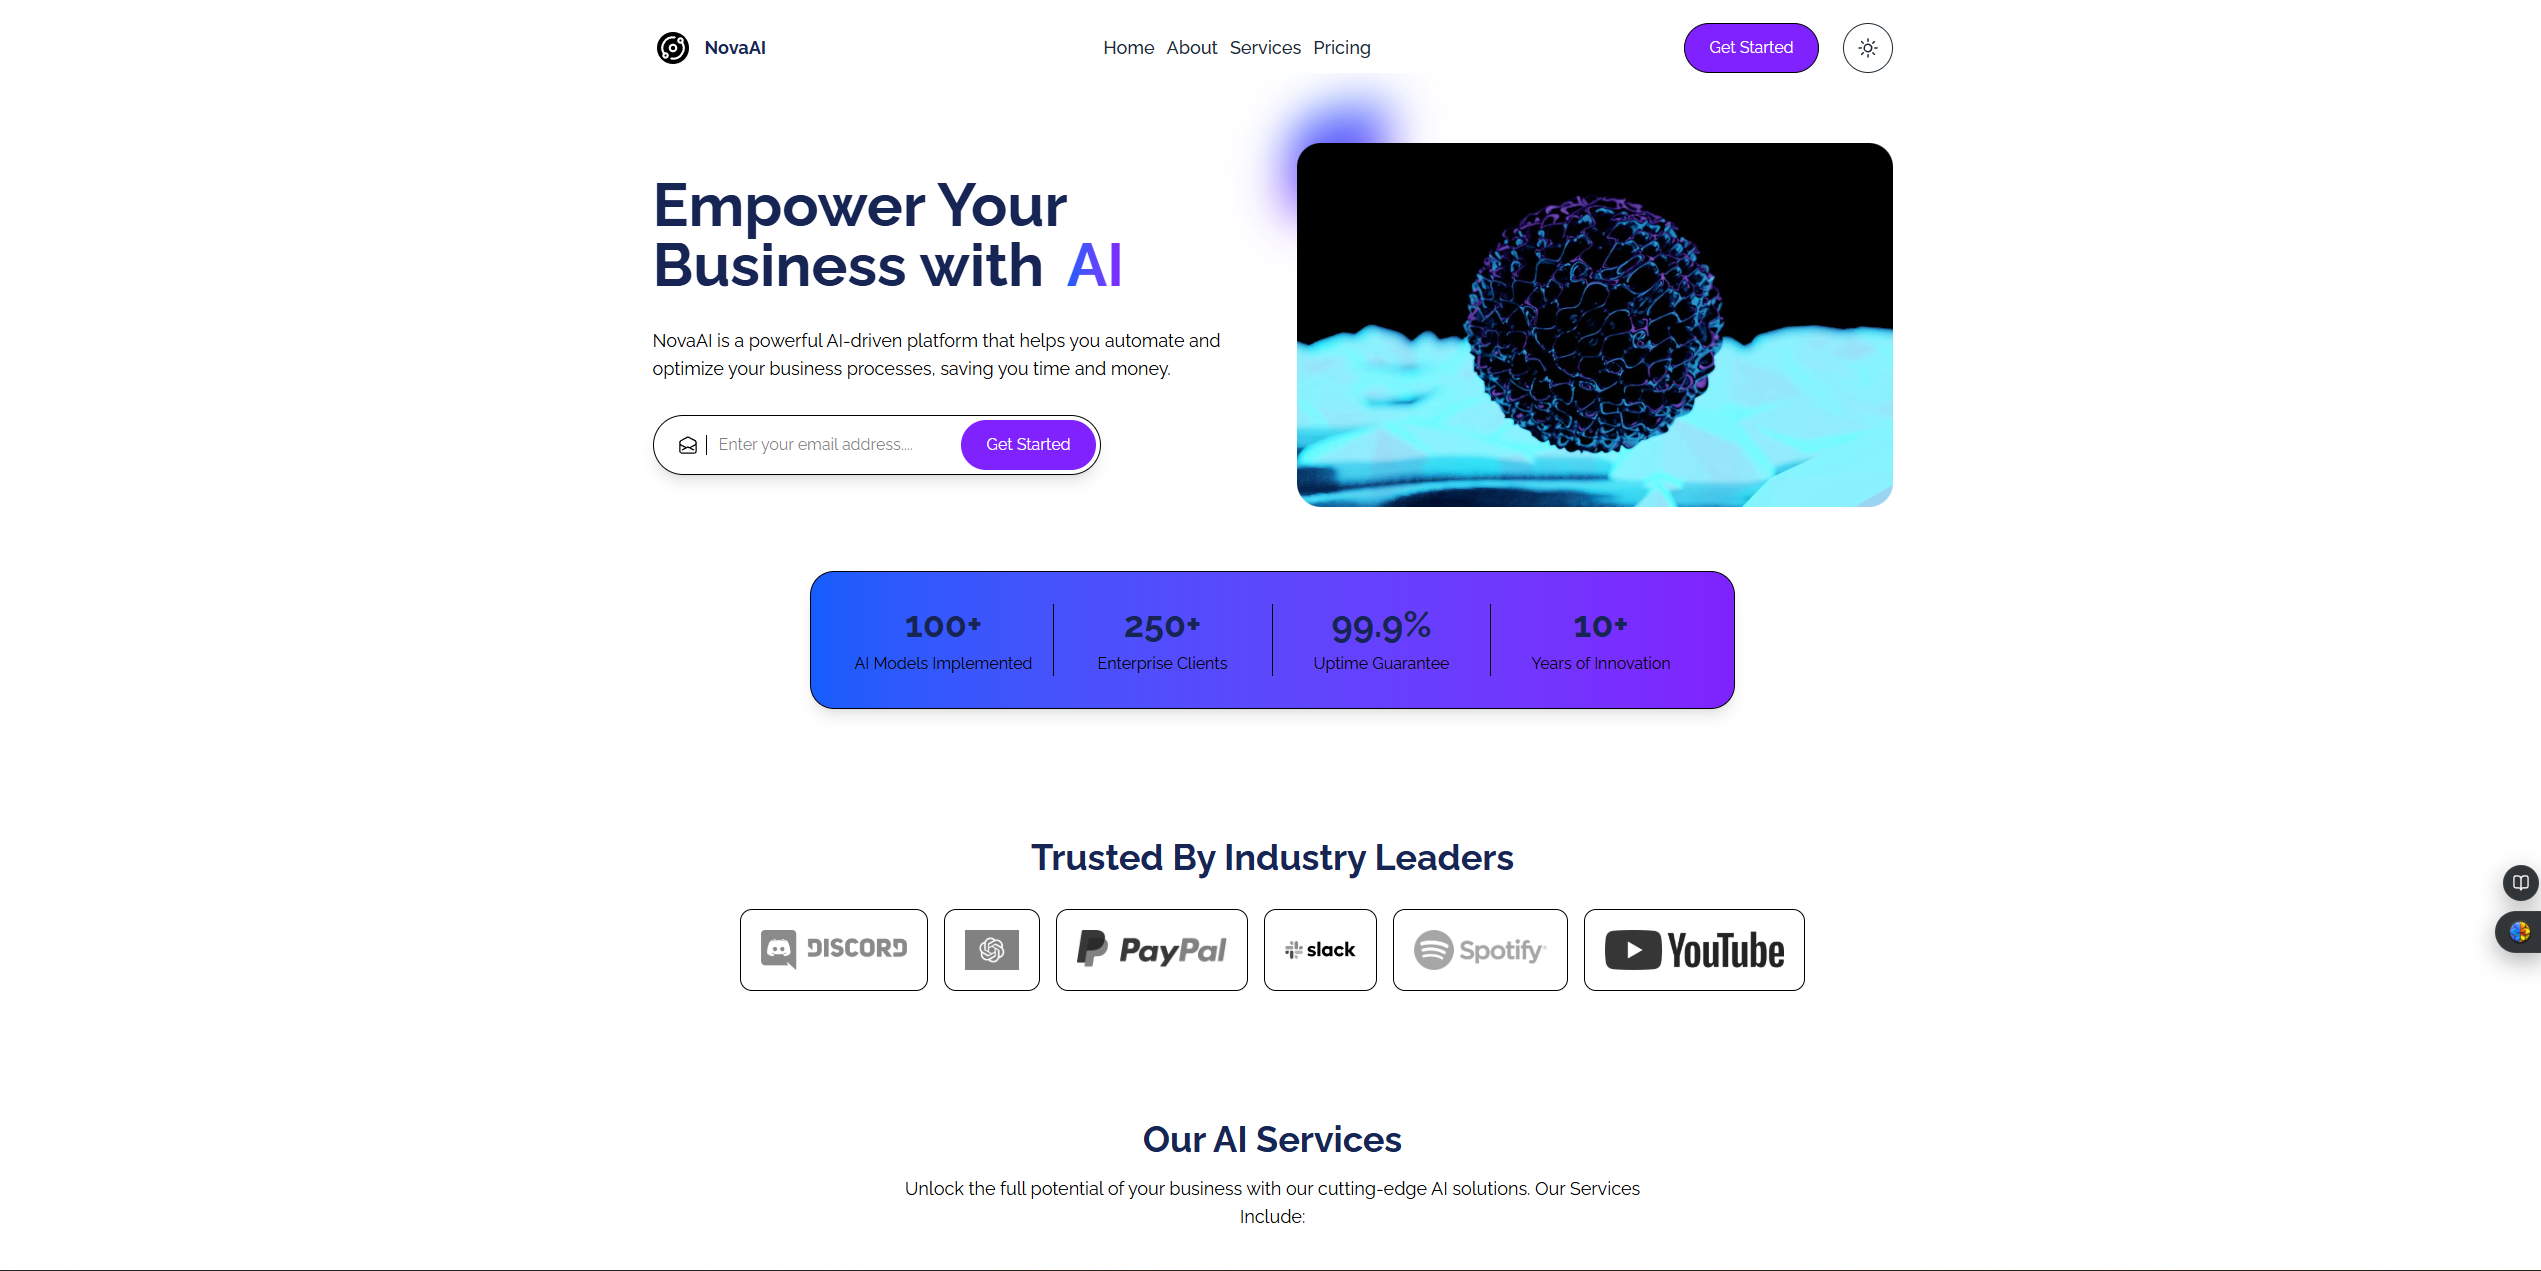 NovaAI
Home About Services Pricing
Get Started
Empower Your
Business with AI
NovaAI is a powerful AI-driven platform that helps you automate and
optimize your business processes, saving you time and money.
Enter your email address....
Get Started
100+
AI Models Implemented
250+
Enterprise Clients
99.9%
Uptime Guarantee
10+
Years of Innovation
Trusted By Industry Leaders
DISCORD
PayPal
slack
Spotify
YouTube
Our AI Services
Unlock the full potential of your business with our cutting-edge AI solutions. Our Services
Include: